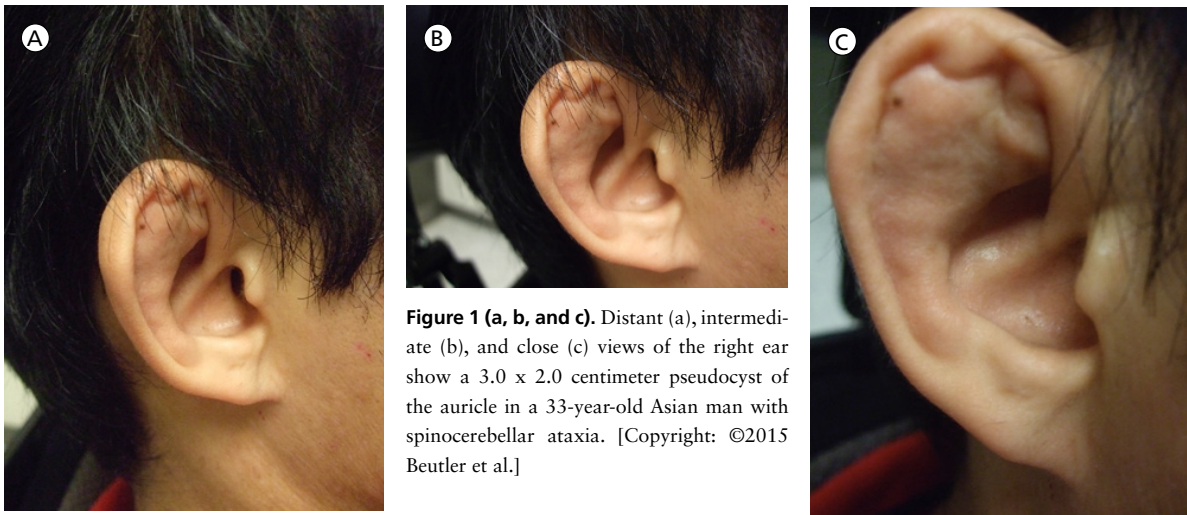 A
B
C
Figure 1 (a, b, and c). Distant (a), intermedi-
ate (b), and close (c) views of the right ear
show a 3.0 x 2.0 centimeter pseudocyst of
the auricle in a 33-year-old Asian man with
spinocerebellar ataxia. [Copyright: ©2015
Beutler et al.]